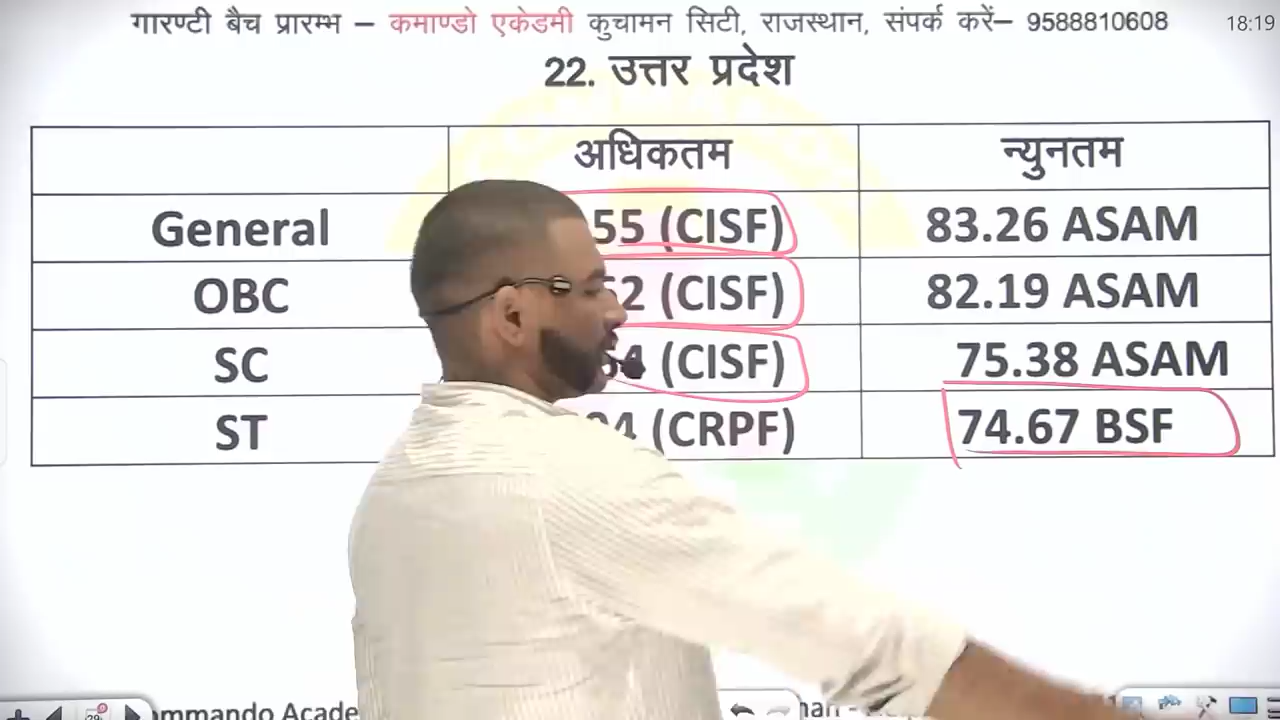 गारण्टी बैच प्रारम्भ – कमाण्डो एकेडमी कुचामन सिटी, राजस्थान, संपर्क करें– 9588810608
18:19
22. उत्तर प्रदेश
अधिकतम न्युनतम
General 55 (CISF) 83.26 ASAM
OBC 52 (CISF) 82.19 ASAM
SC 54 (CISF) 75.38 ASAM
ST (CRPF) 74.67 BSF